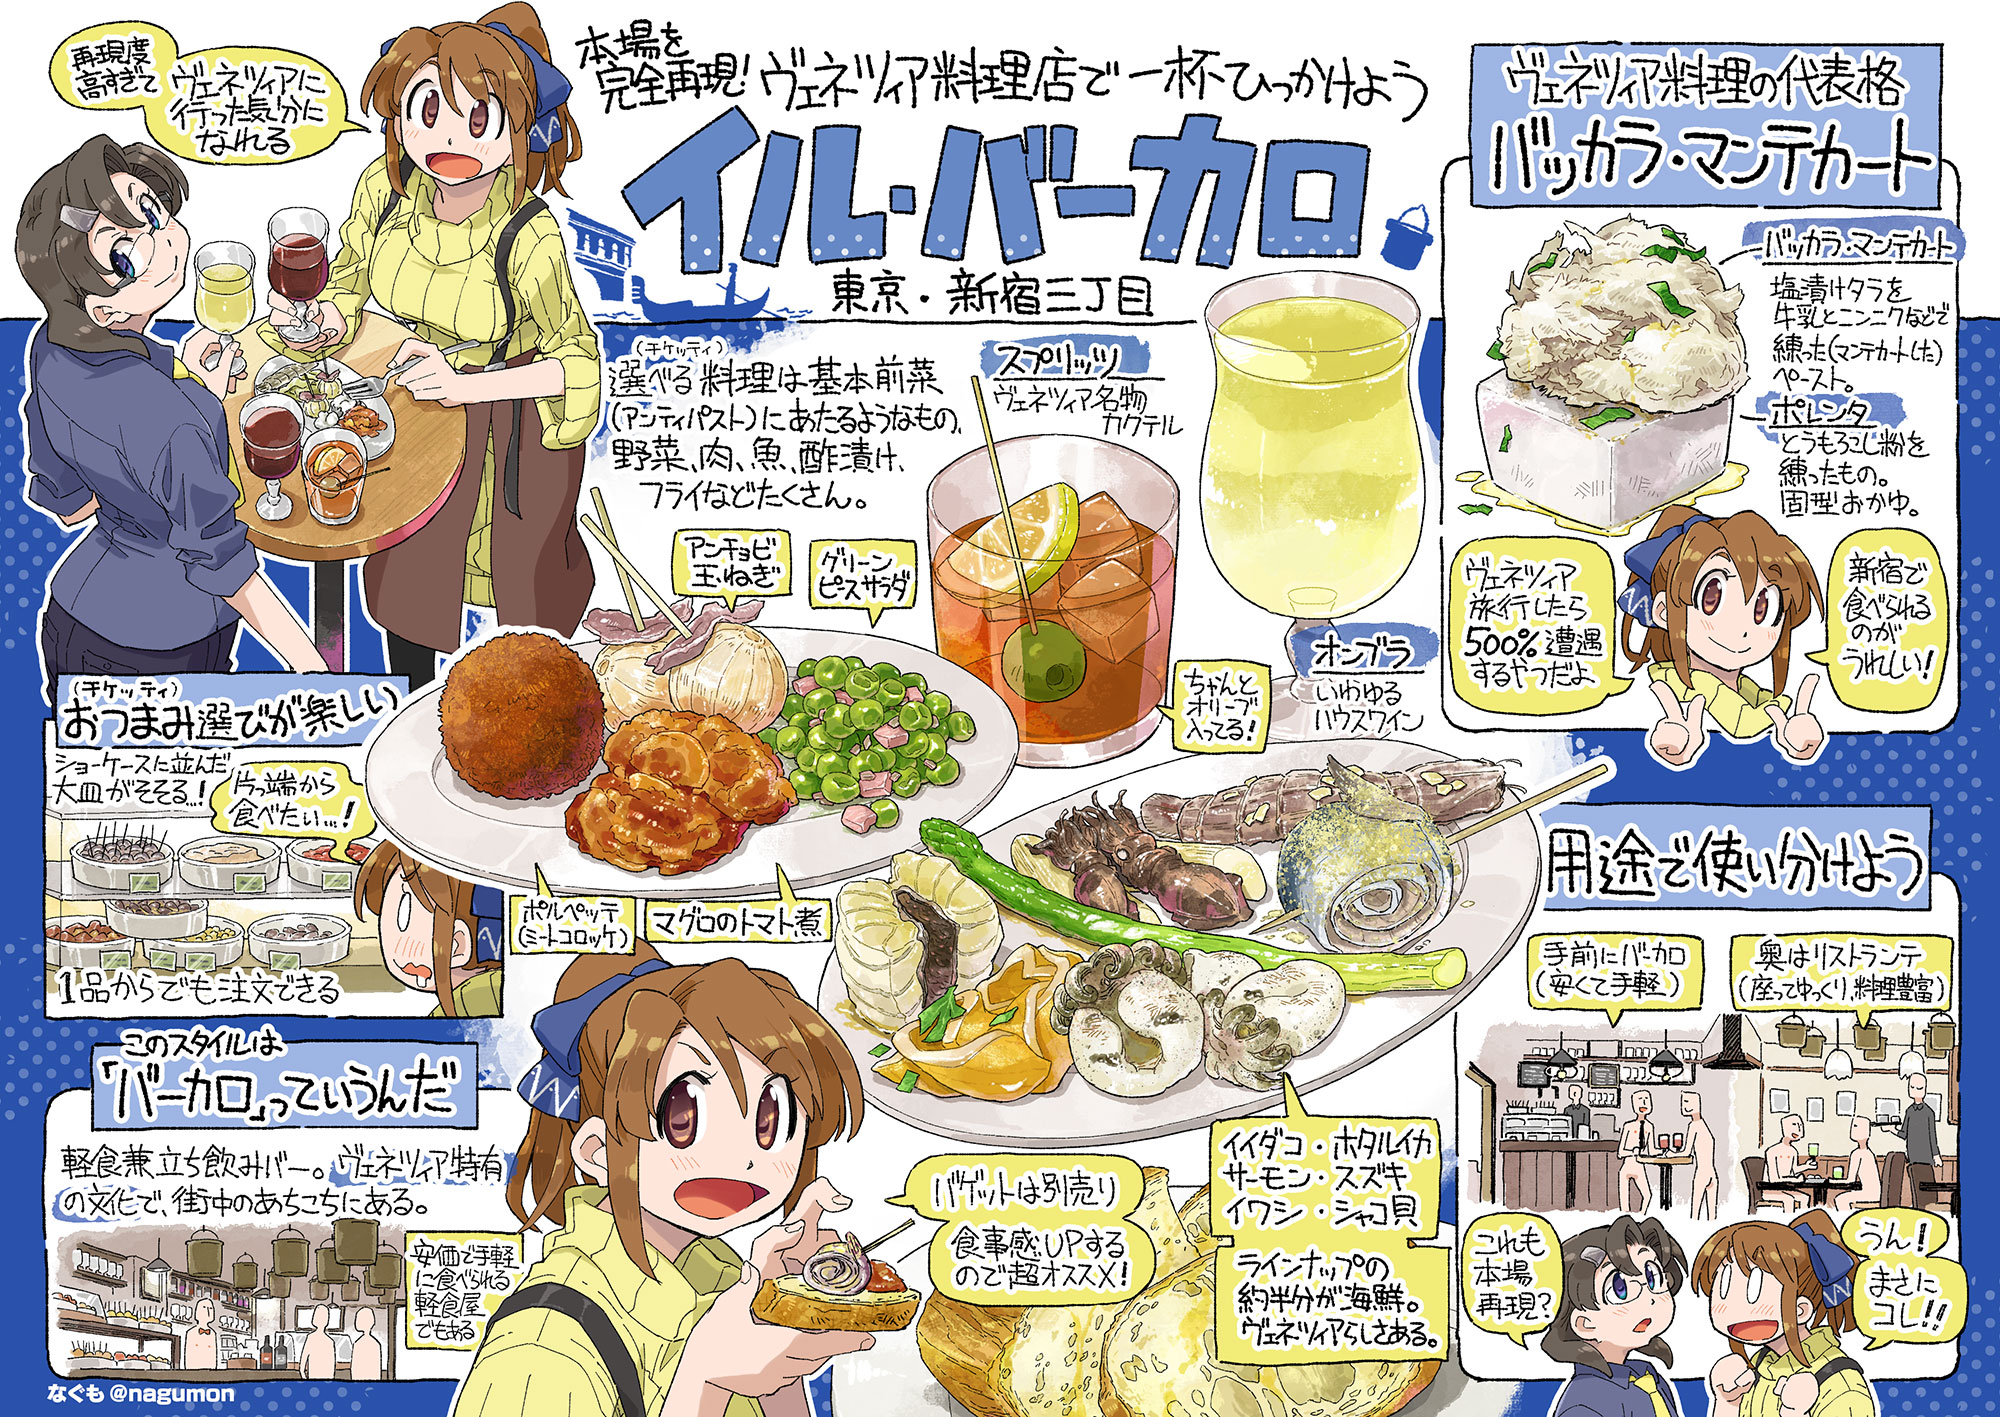 本場を
完全再現！ヴェネツィア料理店で一杯ひっかけよう
イル・バーカロ
東京・新宿三丁目
再現度
高すぎて
ヴェネツィアに
行った気分に
なれる
(チケッティ)
選べる料理は基本前菜
(アンティパスト)にあたるようなもの、
野菜、肉、魚、酢漬け、
フライなどたくさん。
スプリッツ
ヴェネツィア名物
カクテル
ちゃんと
オリーブ
入ってる！
オンブラ
いわゆる
ハウスワイン
ヴェネツィア料理の代表格
バッカラ・マンテカート
バッカラ・マンテカート
塩漬けタラを
牛乳とニンニクなどで
練った(マンテカートした)
ペースト。
ポレンタ
とうもろこし粉を
練ったもの。
固型おかゆ。
ヴェネツィア
旅行したら
500%遭遇
するやつだよ
新宿で
食べられる
のが
うれしい！
アンチョビ
玉ねぎ
グリーン
ピースサラダ
ポルペッテ
(ミートコロッケ)
マグロのトマト煮
(チケッティ)
おつまみ選びが楽しい
ショーケースに並んだ
大皿がそそる…！
片っ端から
食べたい…！
1品からでも注文できる
このスタイルは
「バーカロ」っていうんだ
軽食兼立ち飲みバー。ヴェネツィア特有
の文化で、街中のあちこちにある。
安価で手軽
に食べられる
軽食屋
でもある
バゲットは別売り
食事感UPする
ので超オススメ！
イイダコ・ホタルイカ
サーモン・スズキ
イワシ・シャコ貝
ラインナップの
約半分が海鮮。
ヴェネツィアらしさある。
用途で使い分けよう
手前にバーカロ
(安くて手軽)
奥はリストランテ
(座ってゆっくり、料理豊富)
これも
本場
再現？
うん！
まさに
コレ！！
なぐも @nagumon